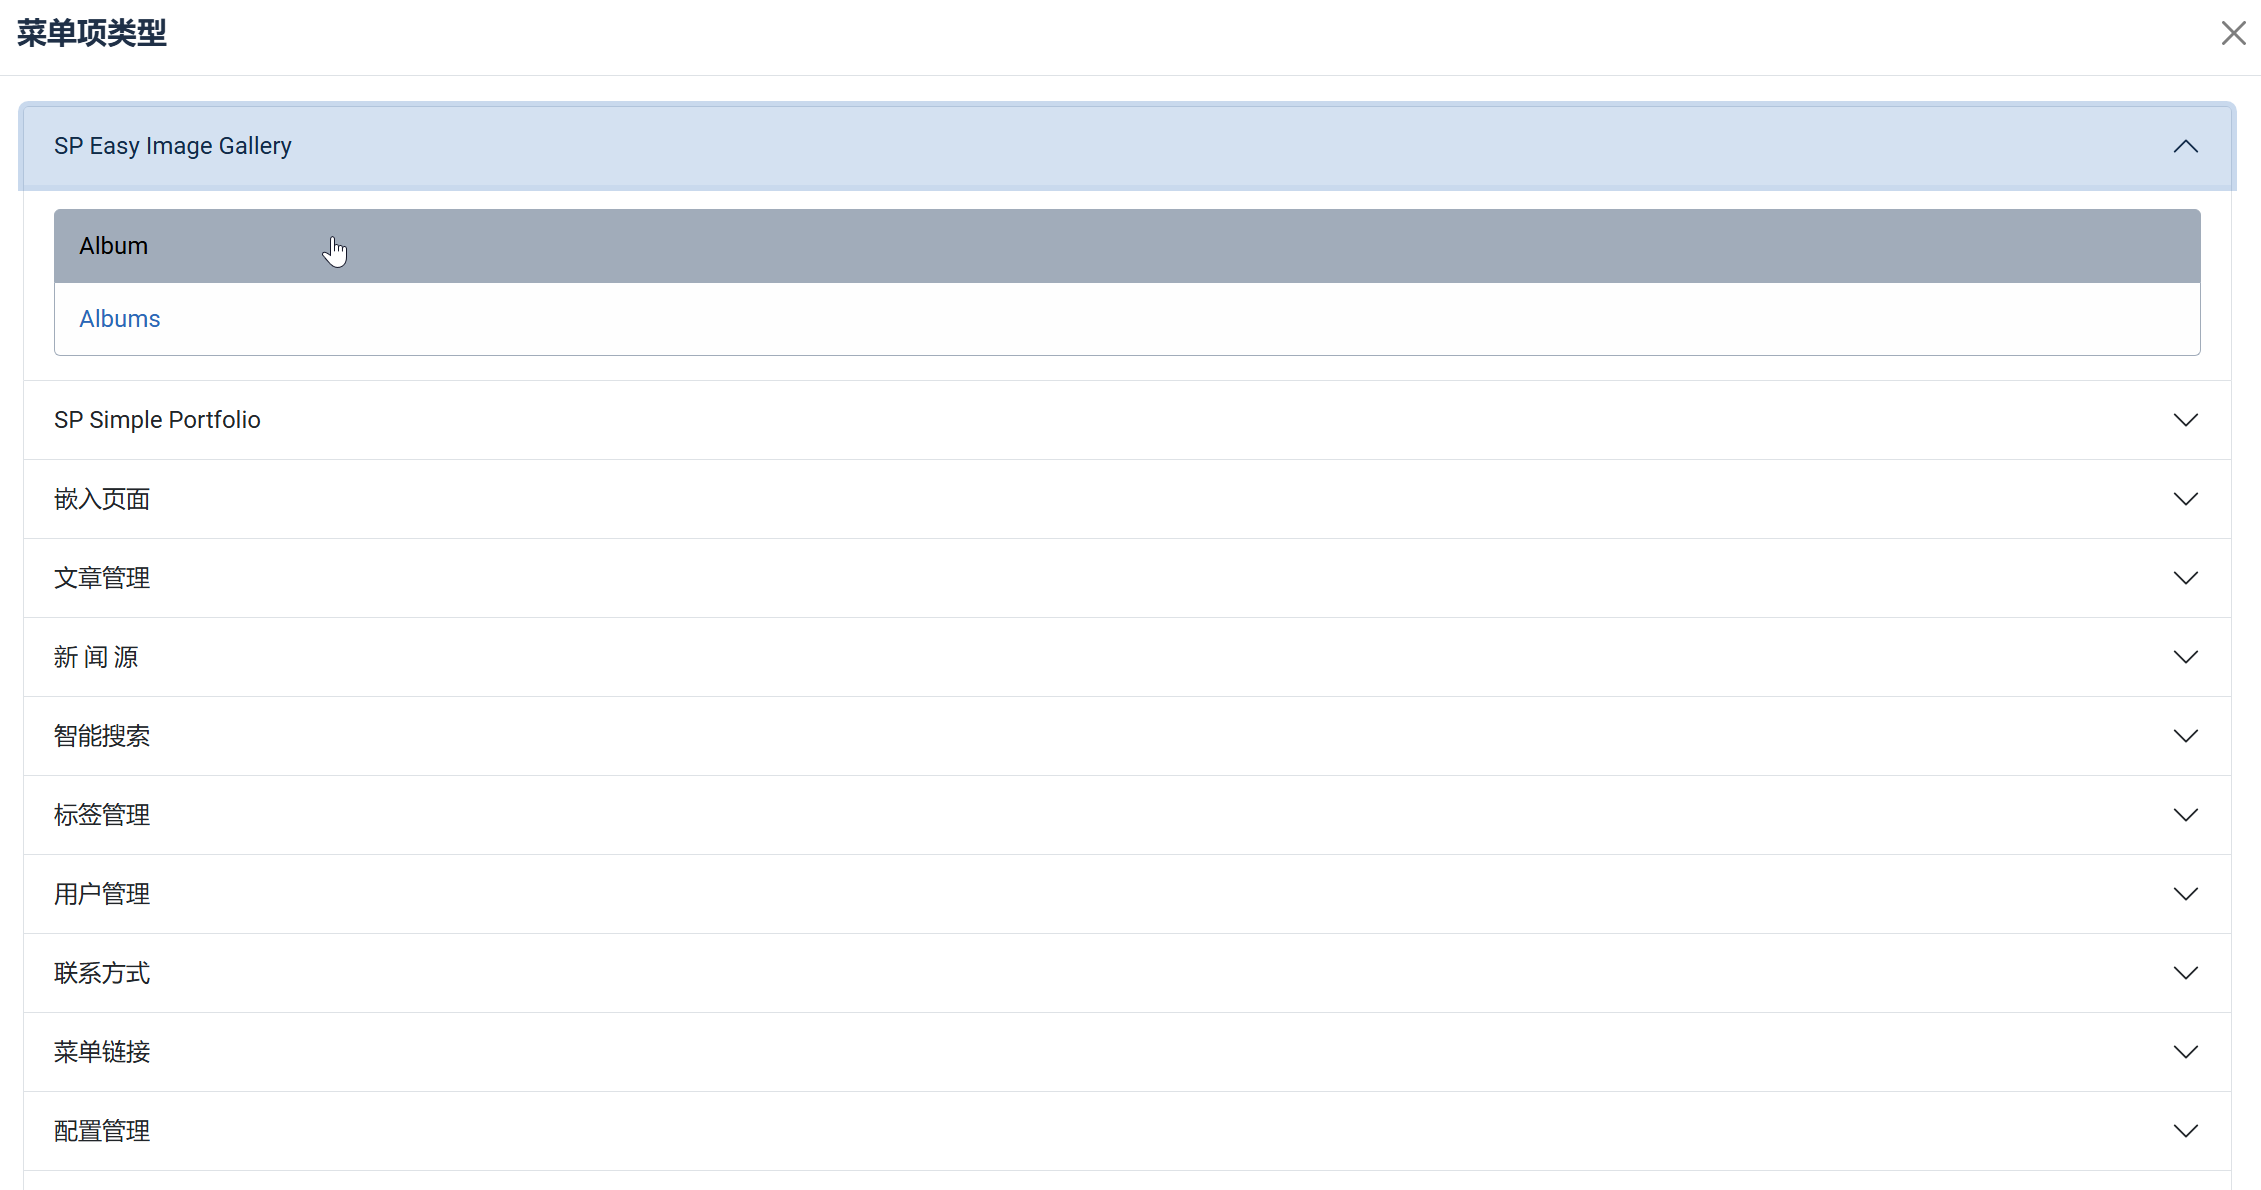 菜单项类型
SP Easy Image Gallery
Album
Albums
SP Simple Portfolio
嵌入页面
文章管理
新 闻 源
智能搜索
标签管理
用户管理
联系方式
菜单链接
配置管理